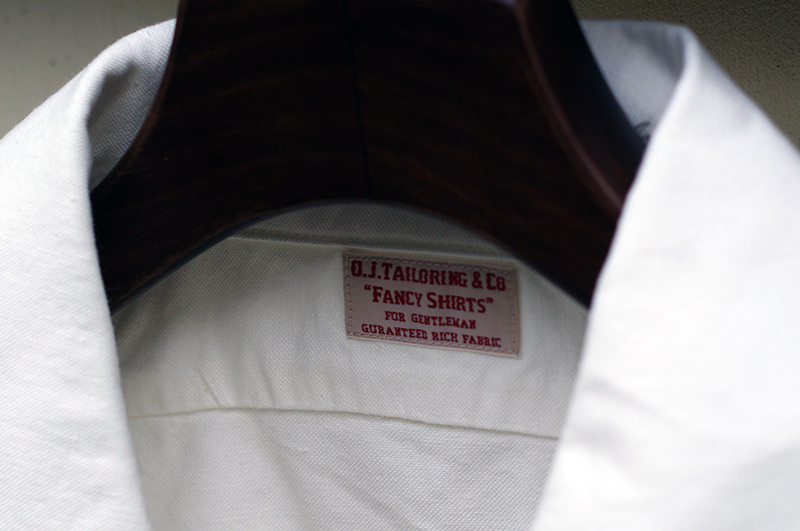 O.J.TAILORING & CO
"FANCY SHIRTS"
FOR GENTLEMAN
GURANTEED RICH FABRIC